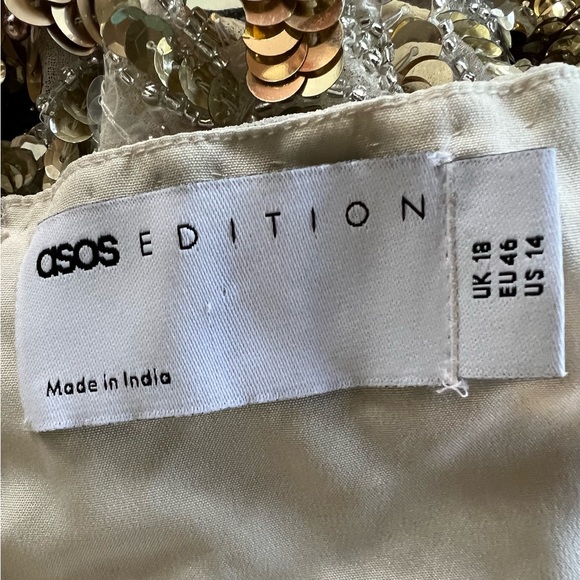 asos EDITION
Made in India
UK 18
EU 46
US 14